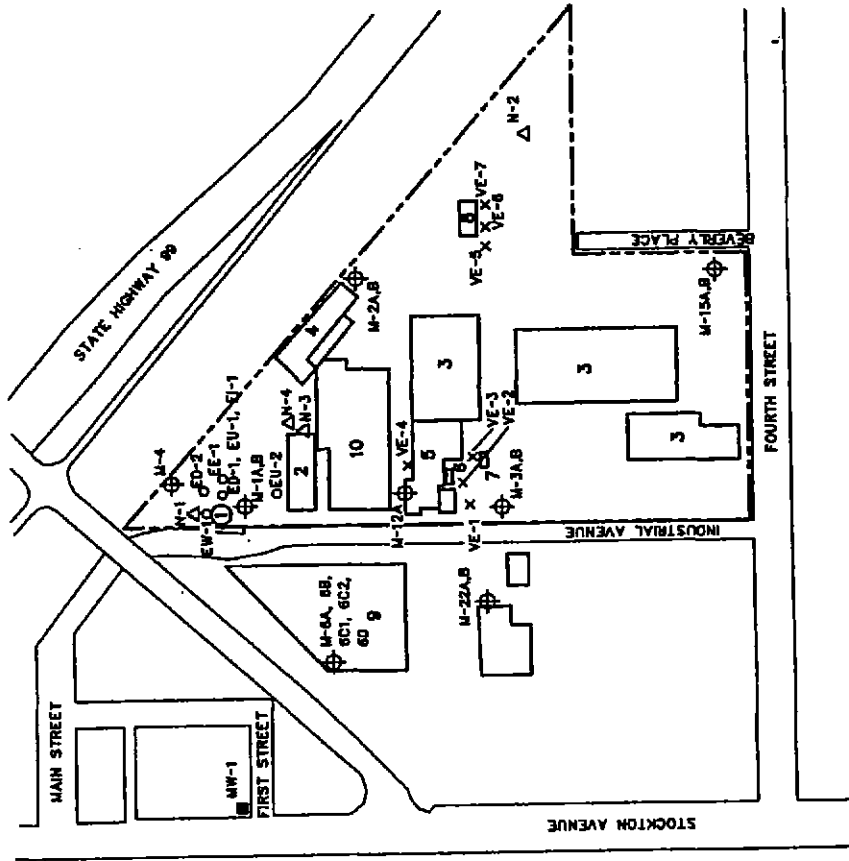 STATE HIGHWAY 99
N-2
VE-7
VE-6
8
VE-5
BEVERLY PLACE
M-2A,B
4
M-15A,B
3
3
3
FOURTH STREET
N-4
N-3
M-4
ED-2
EE-1
ED-1, EU-1, EJ-1
M-1A,B
EU-2
2
10
VE-4
5
VE-3
VE-2
6
7
M-3A,B
M-12A
VE-1
N-1
EW-1
1
INDUSTRIAL AVENUE
M-6A, 6B,
6C1, 6C2,
6D
9
M-22A,B
MAIN STREET
FIRST STREET
MW-1
STOCKTON AVENUE